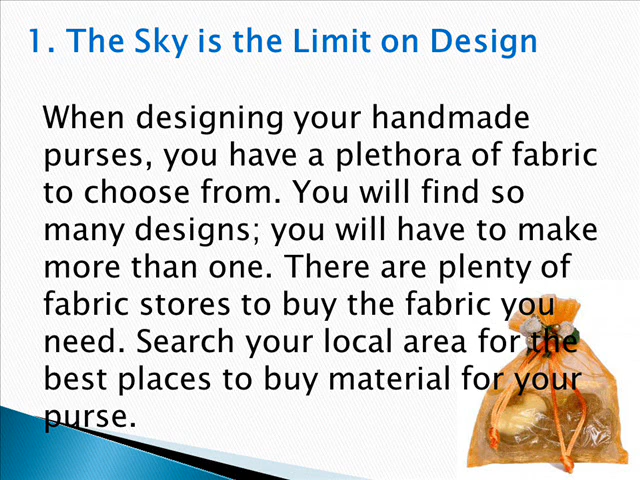 1. The Sky is the Limit on Design
When designing your handmade
purses, you have a plethora of fabric
to choose from. You will find so
many designs; you will have to make
more than one. There are plenty of
fabric stores to buy the fabric you
need. Search your local area for the
best places to buy material for your
purse.